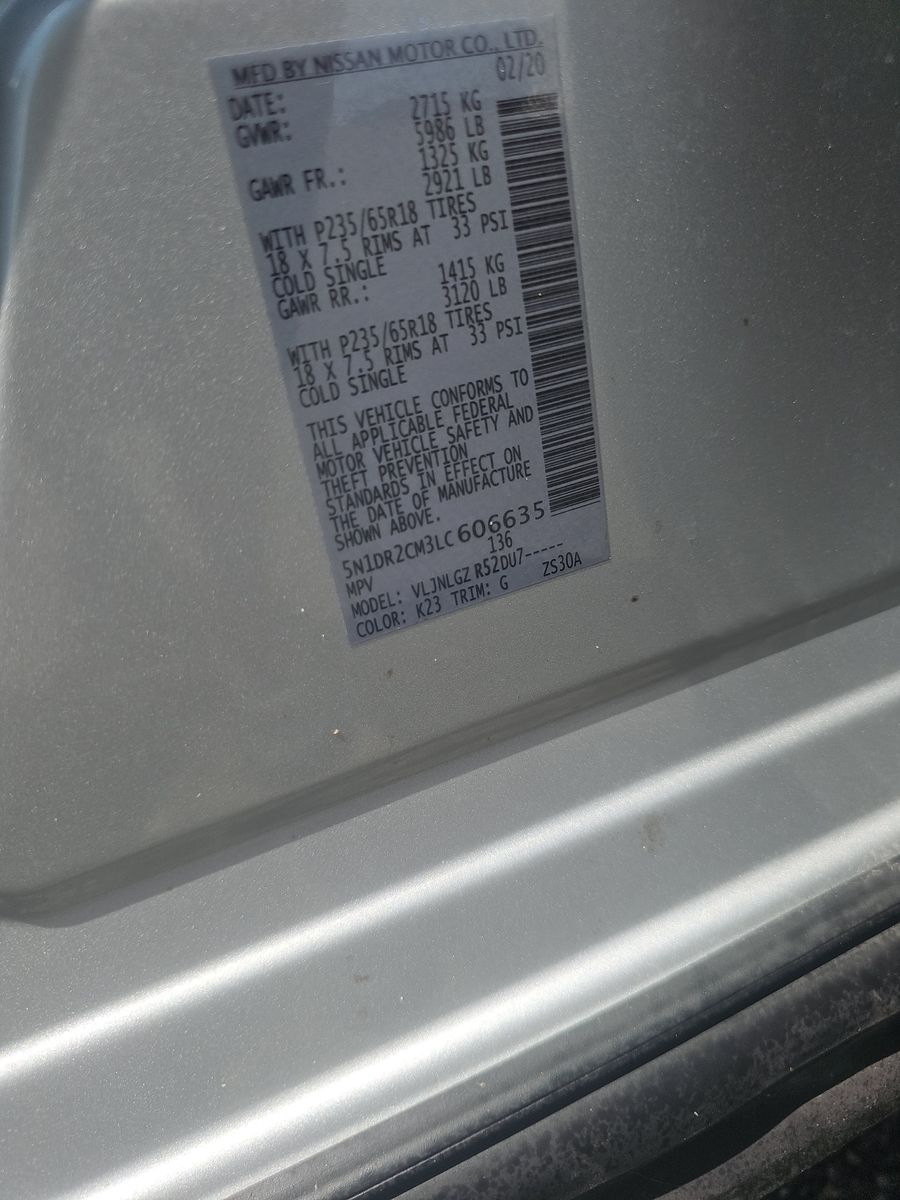 MFD BY NISSAN MOTOR CO., LTD.
DATE: 02/20
GVWR: 2715 KG
5986 LB
GAWR FR.: 1325 KG
2921 LB
WITH P235/65R18 TIRES
18 X 7.5 RIMS AT 33 PSI
COLD SINGLE
GAWR RR.: 1415 KG
3120 LB
WITH P235/65R18 TIRES
18 X 7.5 RIMS AT 33 PSI
COLD SINGLE
THIS VEHICLE CONFORMS TO
ALL APPLICABLE FEDERAL
MOTOR VEHICLE SAFETY AND
THEFT PREVENTION
STANDARDS IN EFFECT ON
THE DATE OF MANUFACTURE
SHOWN ABOVE.
5N1DR2CM3LC606635
MPV 136
MODEL: VLJNLGZ R52DU7-----
COLOR: K23 TRIM: G ZS30A